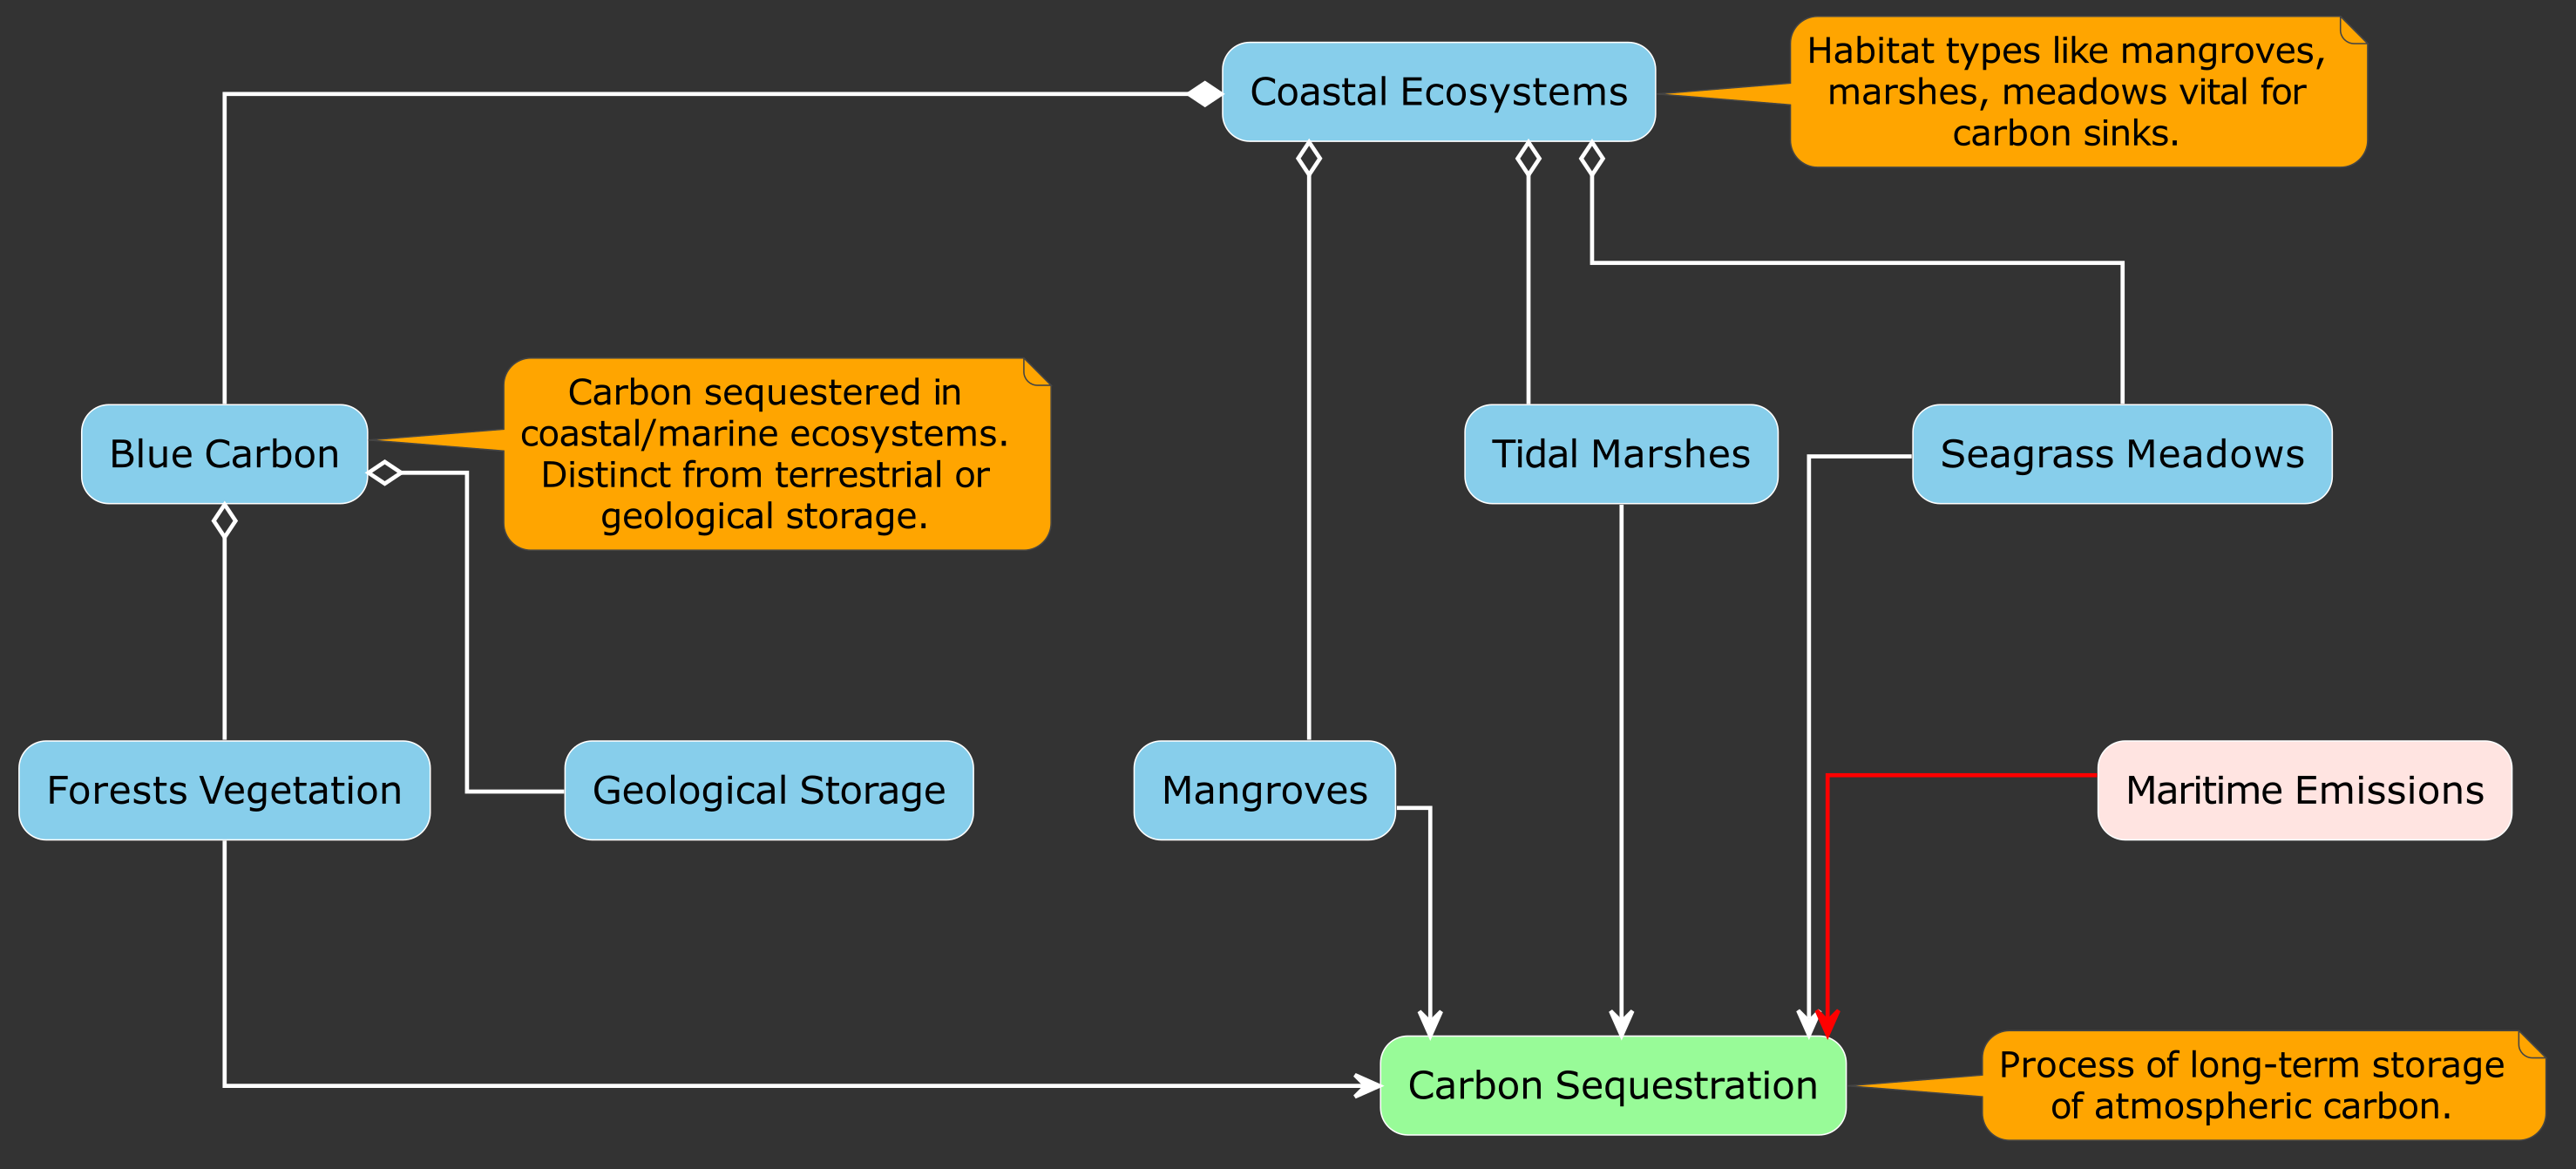 Coastal Ecosystems
Habitat types like mangroves,
marshes, meadows vital for
carbon sinks.
Blue Carbon
Carbon sequestered in
coastal/marine ecosystems.
Distinct from terrestrial or
geological storage.
Tidal Marshes
Seagrass Meadows
Forests Vegetation
Geological Storage
Mangroves
Maritime Emissions
Carbon Sequestration
Process of long-term storage
of atmospheric carbon.